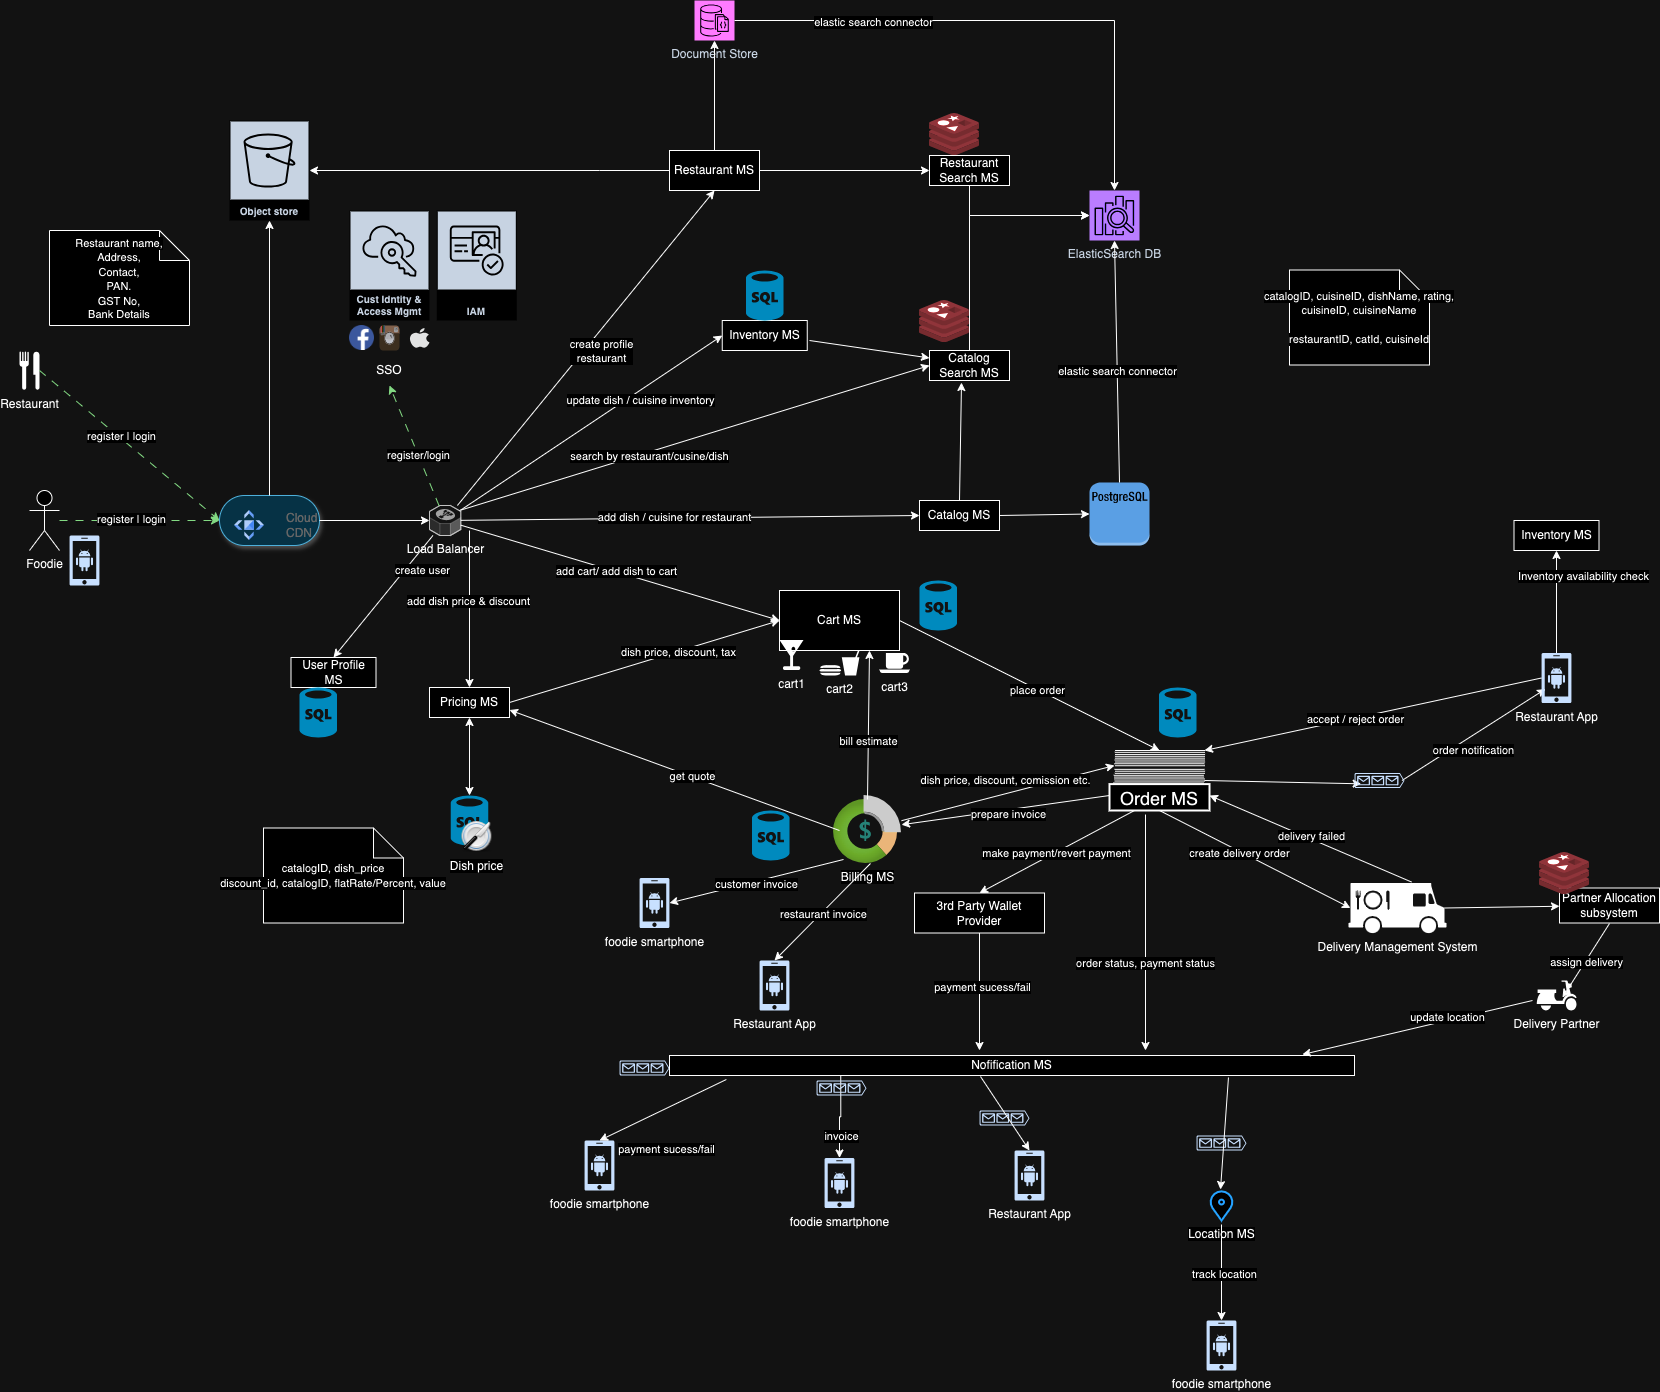 elastic search connector
Document Store
Restaurant MS
Restaurant
Search MS
Object store
Restaurant name,
Address,
Contact,
PAN.
GST No,
Bank Details
Cust Idntity &
Access Mgmt
IAM
SSO
ElasticSearch DB
catalogID, cuisineID, dishName, rating,
cuisineID, cuisineName
restaurantID, catId, cuisineId
SQL
Inventory MS
create profile
restaurant
Catalog
Search MS
elastic search connector
update dish / cuisine inventory
Restaurant
register | login
register/login
search by restaurant/cusine/dish
PostgreSQL
register | login
Cloud
CDN
add dish / cuisine for restaurant
Catalog MS
Load Balancer
Foodie
create user
add cart/ add dish to cart
add dish price & discount
Inventory MS
Inventory availability check
SQL
Cart MS
dish price, discount, tax
cart1
cart2
cart3
User Profile
MS
SQL
Pricing MS
place order
SQL
accept / reject order
Restaurant App
order notification
bill estimate
get quote
dish price, discount, comission etc.
Order MS
prepare invoice
SQL
SQL
$
Dish price
Billing MS
catalogID, dish_price
discount_id, catalogID, flatRate/Percent, value
customer invoice
foodie smartphone
restaurant invoice
Restaurant App
make payment/revert payment
create delivery order
delivery failed
3rd Party Wallet
Provider
Delivery Management System
Partner Allocation
subsystem
assign delivery
order status, payment status
payment sucess/fail
update location
Delivery Partner
Nofification MS
payment sucess/fail
foodie smartphone
invoice
foodie smartphone
Restaurant App
Location MS
track location
foodie smartphone